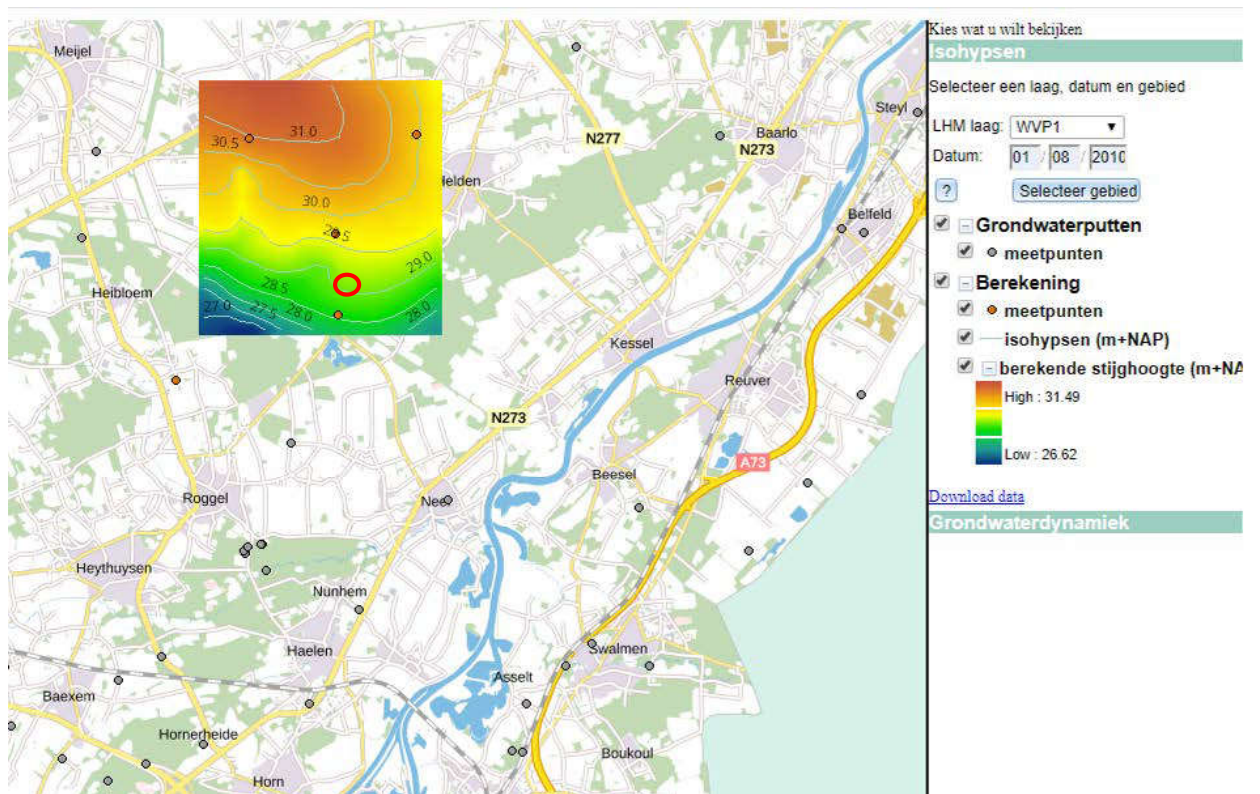 Meijel
Steyl
Baarlo
N277
N273
30.5
31.0
Helden
30.0
Belfeld
29.5
29.0
Heibloem
28.5
27.0
27.5
28.0
28.0
Kessel
Reuver
N273
A73
Beesel
Roggel
Neer
Heythuysen
Nunhem
Haelen
Swalmen
Asselt
Baexem
Hornerheide
Boukoul
Horn
Kies wat u wilt bekijken
Isohypsen
Selecteer een laag, datum en gebied
LHM laag: WVP1
Datum: 01 / 08 / 2010
? Selecteer gebied
Grondwaterputten
meetpunten
Berekening
meetpunten
isohypsen (m+NAP)
berekende stijghoogte (m+NA
High : 31.49
Low : 26.62
Download data
Grondwaterdynamiek